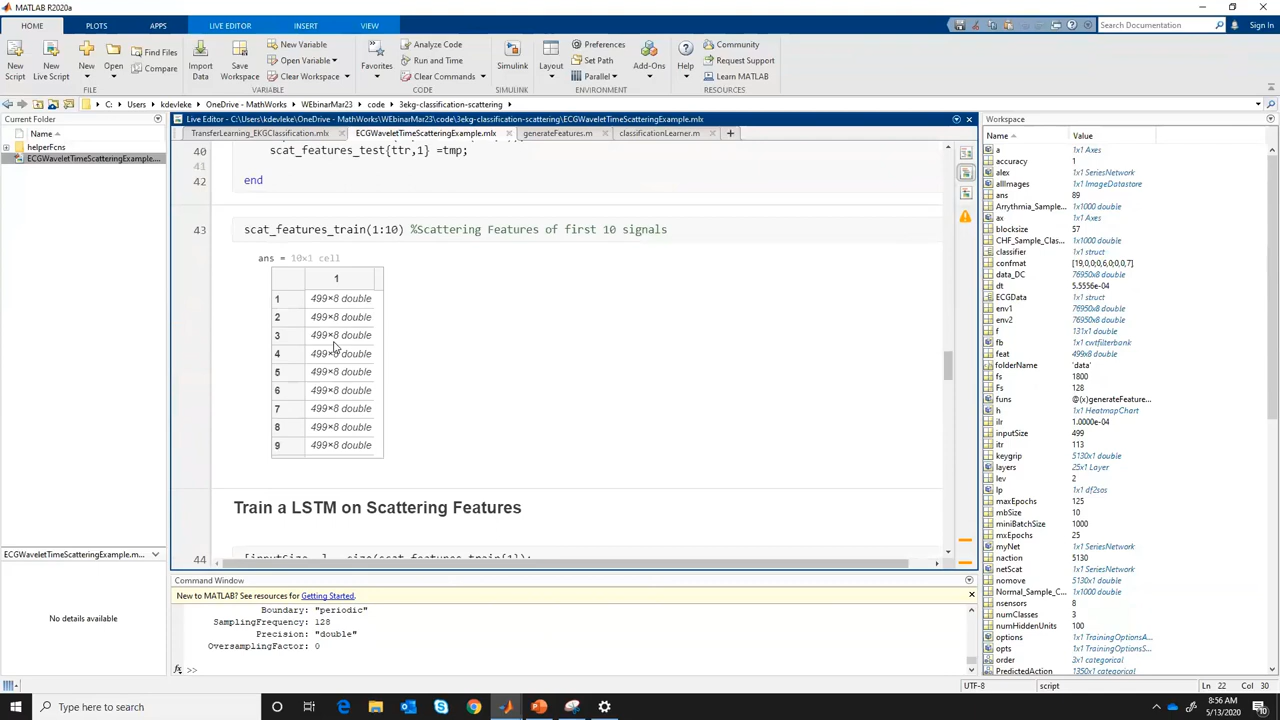 MATLAB R2020a
HOME PLOTS APPS LIVE EDITOR INSERT VIEW
Search Documentation
Sign In
New Script
New Live Script
New
Open
Find Files
Compare
FILE
Import Data
Save Workspace
New Variable
Open Variable
Clear Workspace
VARIABLE
Favorites
Analyze Code
Run and Time
Clear Commands
CODE
Simulink
SIMULINK
Layout
Preferences
Set Path
Parallel
Add-Ons
ENVIRONMENT
Help
Community
Request Support
Learn MATLAB
RESOURCES
C: Users kdevleke OneDrive - MathWorks WEbinarMar23 code 3ekg-classification-scattering
Current Folder
Name
helperFcns
ECGWaveletTimeScatteringExample....
ECGWaveletTimeScatteringExample.m...
No details available
Live Editor - C:\Users\kdevleke\OneDrive - MathWorks\WEbinarMar23\code\3ekg-classification-scattering\ECGWaveletTimeScatteringExample.mlx
TransferLearning_EKGClassification.mlx ECGWaveletTimeScatteringExample.mlx generateFeatures.m classificationLearner.m
40 scat_features_test{ttr,1} =tmp;
41
42 end
43 scat_features_train(1:10) %Scattering Features of first 10 signals
ans = 10×1 cell
1
1 499×8 double
2 499×8 double
3 499×8 double
4 499×8 double
5 499×8 double
6 499×8 double
7 499×8 double
8 499×8 double
9 499×8 double
Train a LSTM on Scattering Features
44
Command Window
New to MATLAB? See resources for Getting Started.
Boundary: "periodic"
SamplingFrequency: 128
Precision: "double"
OversamplingFactor: 0
fx >>
Workspace
Name Value
a 1x1 Axes
accuracy 1
alex 1x1 SeriesNetwork
allImages 1x1 ImageDatastore
ans 89
Arrythmia_Sample... 1x1000 double
ax 1x1 Axes
blocksize 57
CHF_Sample_Clas... 1x1000 double
classifier 1x1 struct
confmat [19,0,0;0,6,0;0,0,7]
data_DC 76950x8 double
dt 5.5556e-04
ECGData 1x1 struct
env1 76950x8 double
env2 76950x8 double
f 131x1 double
fb 1x1 cwtfilterbank
feat 499x8 double
folderName 'data'
fs 1800
Fs 128
funs @(x)generateFeature...
h 1x1 HeatmapChart
ilr 1.0000e-04
inputSize 499
itr 113
keygrip 5130x1 double
layers 25x1 Layer
lev 2
lp 1x1 df2sos
maxEpochs 125
mbSize 10
miniBatchSize 1000
mxEpochs 25
myNet 1x1 SeriesNetwork
naction 5130
netScat 1x1 SeriesNetwork
nomove 5130x1 double
Normal_Sample_C... 1x1000 double
nsensors 8
numClasses 3
numHiddenUnits 100
options 1x1 TrainingOptionsA...
opts 1x1 TrainingOptionsS...
order 3x1 categorical
PredictedAction 1350x1 categorical
UTF-8 script Ln 22 Col 30
Type here to search
8:56 AM
5/13/2020